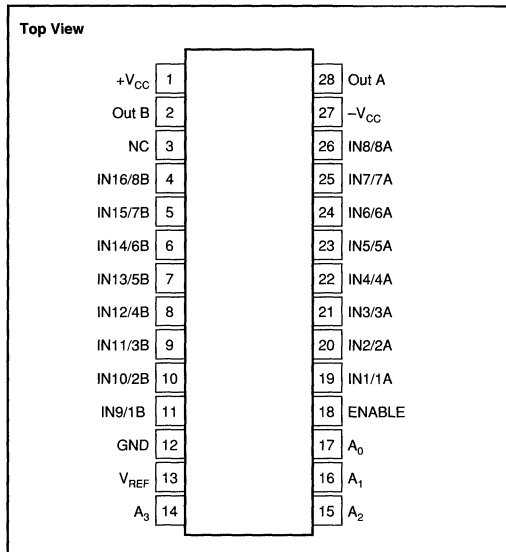 Top View
+VCC 1 28 Out A
Out B 2 27 –VCC
NC 3 26 IN8/8A
IN16/8B 4 25 IN7/7A
IN15/7B 5 24 IN6/6A
IN14/6B 6 23 IN5/5A
IN13/5B 7 22 IN4/4A
IN12/4B 8 21 IN3/3A
IN11/3B 9 20 IN2/2A
IN10/2B 10 19 IN1/1A
IN9/1B 11 18 ENABLE
GND 12 17 A0
VREF 13 16 A1
A3 14 15 A2